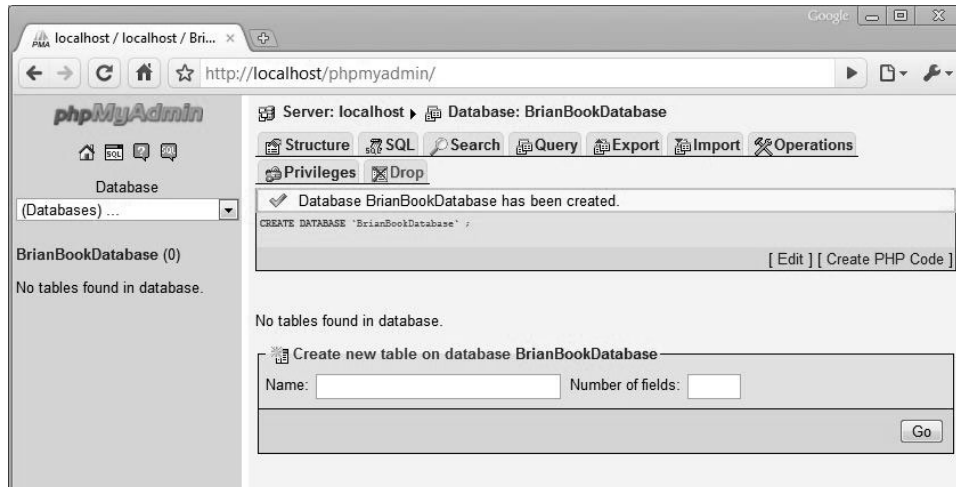 Google
PMA localhost / localhost / Bri... ×
http://localhost/phpmyadmin/
phpMyAdmin
SQL ? SQL
Database
(Databases) ...
BrianBookDatabase (0)
No tables found in database.
Server: localhost Database: BrianBookDatabase
Structure SQL Search Query Export Import Operations
Privileges Drop
Database BrianBookDatabase has been created.
CREATE DATABASE `BrianBookDatabase` ;
[ Edit ] [ Create PHP Code ]
No tables found in database.
Create new table on database BrianBookDatabase
Name: Number of fields:
Go